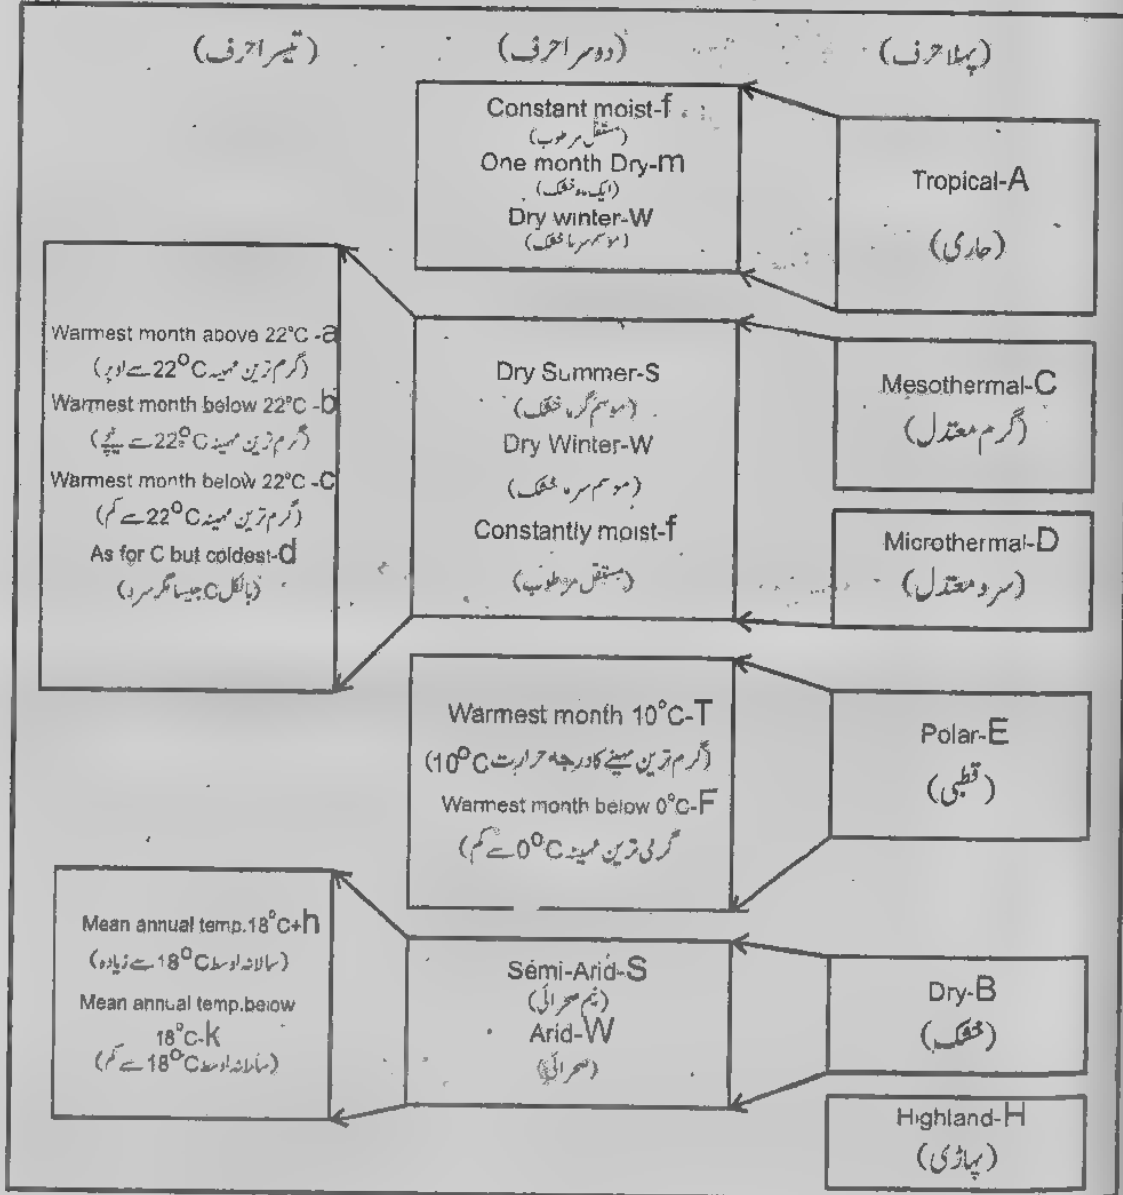 (پہلا حرف)
(دوسرا حرف)
(تیسرا حرف)
Tropical-A
(حاری)
Constant moist-f
(مستقل مرطوب)
One month Dry-m
(ایک ماہ خشک)
Dry winter-W
(موسم سرما خشک)
Mesothermal-C
(گرم معتدل)
Microthermal-D
(سرد معتدل)
Dry Summer-S
(موسم گرما خشک)
Dry Winter-W
(موسم سرما خشک)
Constantly moist-f
(مستقل مرطوب)
Warmest month above 22°C -a
(گرم ترین مہینہ 22°C سے اوپر)
Warmest month below 22°C -b
(گرم ترین مہینہ 22°C سے نیچے)
Warmest month below 22°C -C
(گرم ترین مہینہ 22°C سے کم)
As for C but coldest-d
(بالکل C جیسا مگر سرد)
Polar-E
(قطبی)
Warmest month 10°C-T
(گرم ترین مہینے کا درجہ حرارت 10°C)
Warmest month below 0°C-F
گرمی ترین مہینہ 0°C سے کم)
Dry-B
(خشک)
Semi-Arid-S
(نیم صحرائی)
Arid-W
(صحرائی)
Mean annual temp.18°C+h
(سالانہ اوسط 18°C سے زیادہ)
Mean annual temp.below
18°C-k
(سالانہ اوسط 18°C سے کم)
Highland-H
(پہاڑی)